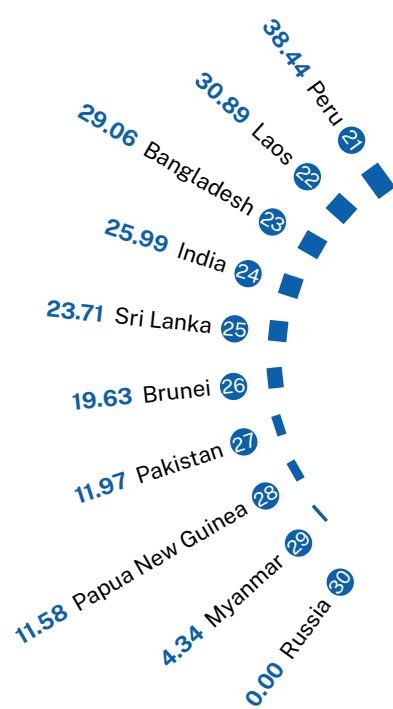 38.44 Peru 21
30.89 Laos 22
29.06 Bangladesh 23
25.99 India 24
23.71 Sri Lanka 25
19.63 Brunei 26
11.97 Pakistan 27
11.58 Papua New Guinea 28
4.34 Myanmar 29
0.00 Russia 30